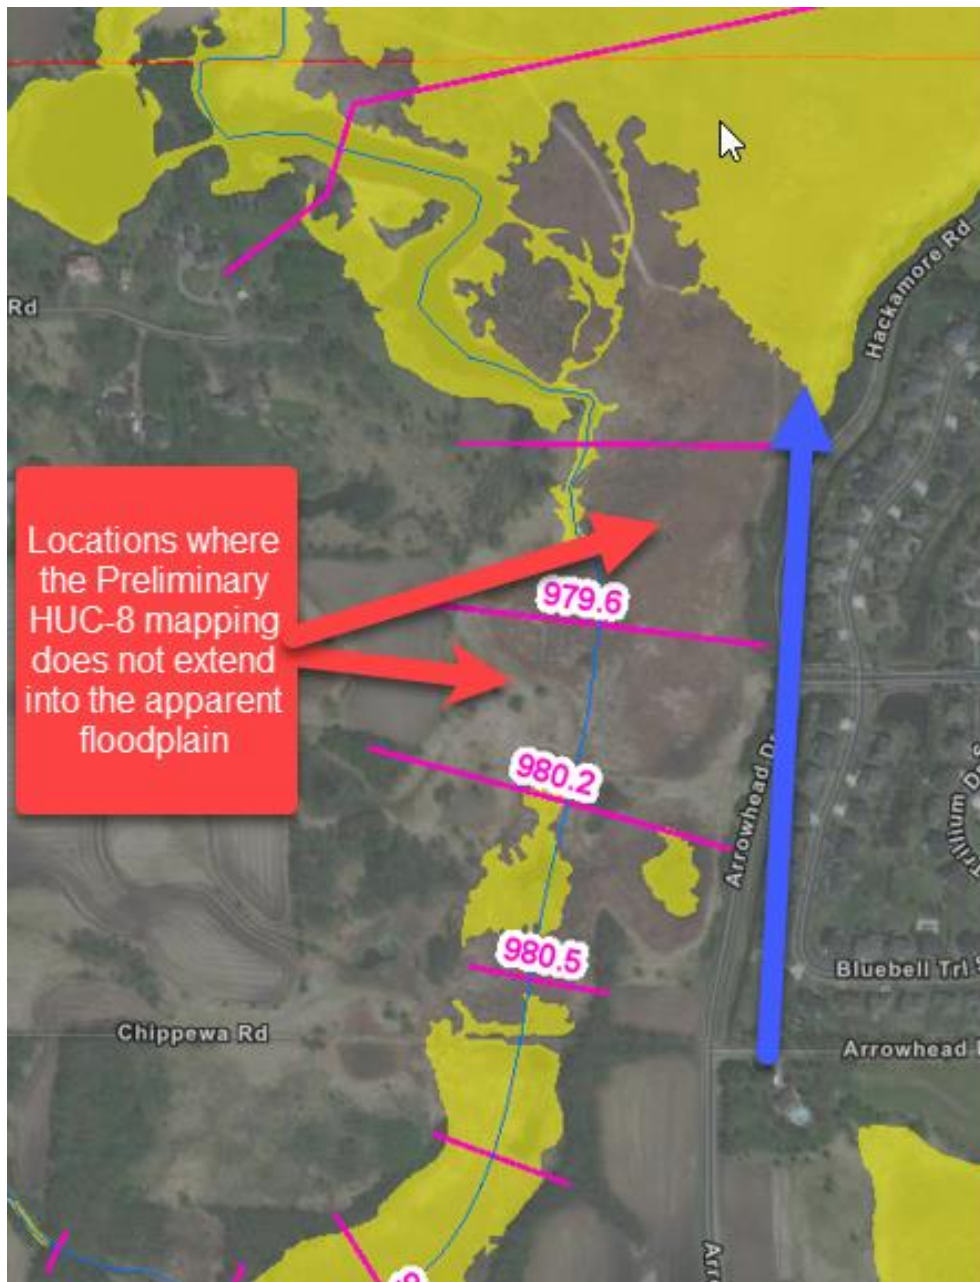 Hackamore Rd
Rd
Locations where
the Preliminary
HUC-8 mapping
does not extend
into the apparent
floodplain
979.6
980.2
Arrowhead Dr
980.5
Bluebell Trl
Chippewa Rd
Arrowhead